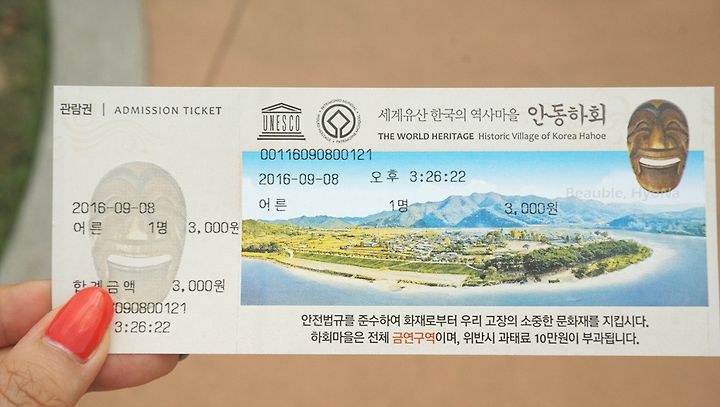 관람권 | ADMISSION TICKET
2016-09-08
어른 1명 3,000원
합계금액 3,000원
090800121
3:26:22
UNESCO
세계유산 한국의 역사마을 안동하회
THE WORLD HERITAGE Historic Village of Korea Hahoe
00116090800121
2016-09-08 오후 3:26:22
어른 1명 3,000원
Beauble, HyoNa
안전법규를 준수하여 화재로부터 우리 고장의 소중한 문화재를 지킵시다.
하회마을은 전체 금연구역이며, 위반시 과태료 10만원이 부과됩니다.